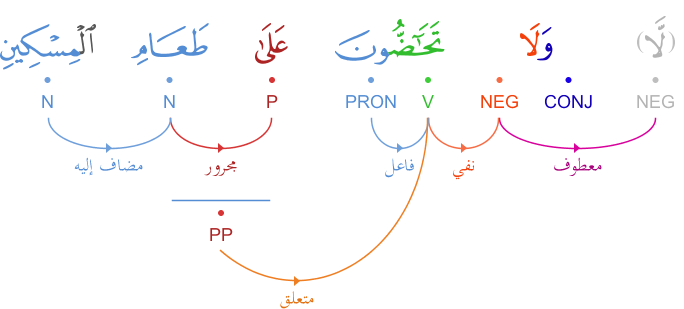 (لَّا) وَلَا تَحَٰٓضُّونَ عَلَىٰ طَعَامِ ٱلْمِسْكِينِ
NEG CONJ NEG V PRON P N N
معطوف نفي فاعل مجرور مضاف إليه
PP
متعلق